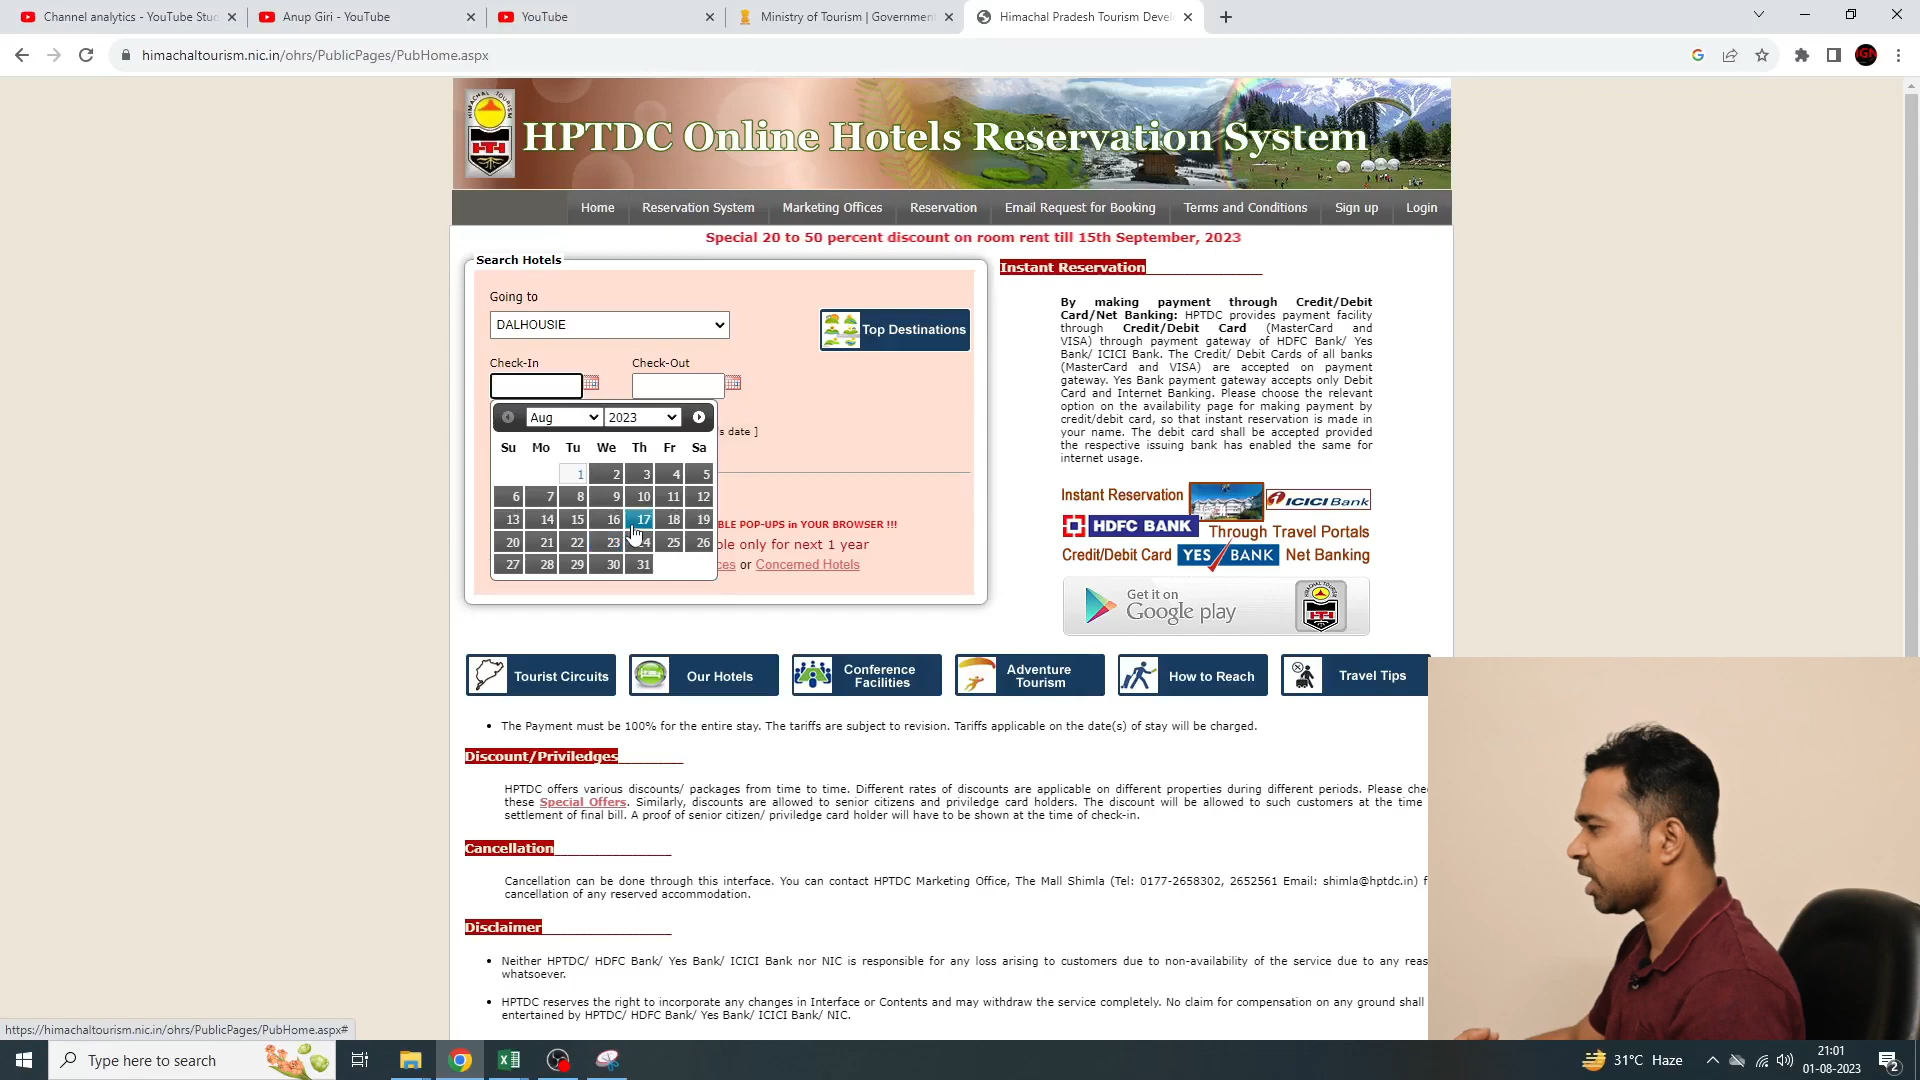 Channel analytics - YouTube Stu
Anup Giri - YouTube
YouTube
Ministry of Tourism | Government
Himachal Pradesh Tourism Devel
himachaltourism.nic.in/ohrs/PublicPages/PubHome.aspx
IGN
HIMACHAL TOURISM
HPTDC Online Hotels Reservation System
Home
Reservation System
Marketing Offices
Reservation
Email Request for Booking
Terms and Conditions
Sign up
Login
Special 20 to 50 percent discount on room rent till 15th September, 2023
Search Hotels
Going to
DALHOUSIE
Top Destinations
Check-In
Check-Out
Aug
2023
's date ]
Su Mo Tu We Th Fr Sa
1 2 3 4 5
6 7 8 9 10 11 12
13 14 15 16 17 18 19
20 21 22 23 24 25 26
27 28 29 30 31
BLE POP-UPS in YOUR BROWSER !!!
ble only for next 1 year
ces or Concerned Hotels
Instant Reservation
By making payment through Credit/Debit
Card/Net Banking: HPTDC provides payment facility
through Credit/Debit Card (MasterCard and
VISA) through payment gateway of HDFC Bank/ Yes
Bank/ ICICI Bank. The Credit/ Debit Cards of all banks
(MasterCard and VISA) are accepted on payment
gateway. Yes Bank payment gateway accepts only Debit
Card and Internet Banking. Please choose the relevant
option on the availability page for making payment by
credit/debit card, so that instant reservation is made in
your name. The debit card shall be accepted provided
the respective issuing bank has enabled the same for
internet usage.
Instant Reservation
ICICI Bank
HDFC BANK
Through Travel Portals
Credit/Debit Card
YES BANK
Net Banking
Get it on
Google play
Tourist Circuits
Our Hotels
Conference
Facilities
Adventure
Tourism
How to Reach
Travel Tips
• The Payment must be 100% for the entire stay. The tariffs are subject to revision. Tariffs applicable on the date(s) of stay will be charged.
Discount/Priviledges
HPTDC offers various discounts/ packages from time to time. Different rates of discounts are applicable on different properties during different periods. Please che
these Special Offers. Similarly, discounts are allowed to senior citizens and priviledge card holders. The discount will be allowed to such customers at the time
settlement of final bill. A proof of senior citizen/ priviledge card holder will have to be shown at the time of check-in.
Cancellation
Cancellation can be done through this interface. You can contact HPTDC Marketing Office, The Mall Shimla (Tel: 0177-2658302, 2652561 Email: shimla@hptdc.in) f
cancellation of any reserved accommodation.
Disclaimer
• Neither HPTDC/ HDFC Bank/ Yes Bank/ ICICI Bank nor NIC is responsible for any loss arising to customers due to non-availability of the service due to any reas
whatsoever.
• HPTDC reserves the right to incorporate any changes in Interface or Contents and may withdraw the service completely. No claim for compensation on any ground shall
entertained by HPTDC/ HDFC Bank/ Yes Bank/ ICICI Bank/ NIC.
https://himachaltourism.nic.in/ohrs/PublicPages/PubHome.aspx#
Type here to search
31°C Haze
21:01
01-08-2023
2